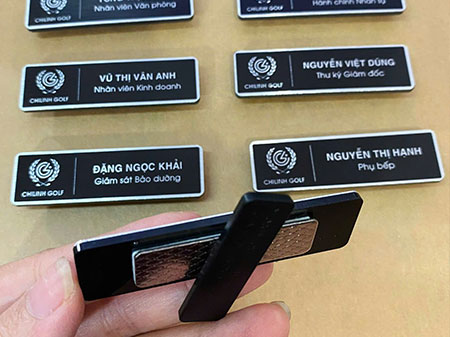 Nhân viên Văn phòng
CHILINH GOLF
Hành chính Nhân sự
VŨ THỊ VÂN ANH
Nhân viên Kinh doanh
CHILINH GOLF
NGUYỄN VIỆT DŨNG
Thư ký Giám đốc
CHILINH GOLF
ĐẶNG NGỌC KHẢI
Giám sát Bảo dưỡng
CHILINH GOLF
NGUYỄN THỊ HẠNH
Phụ bếp
CHILINH GOLF